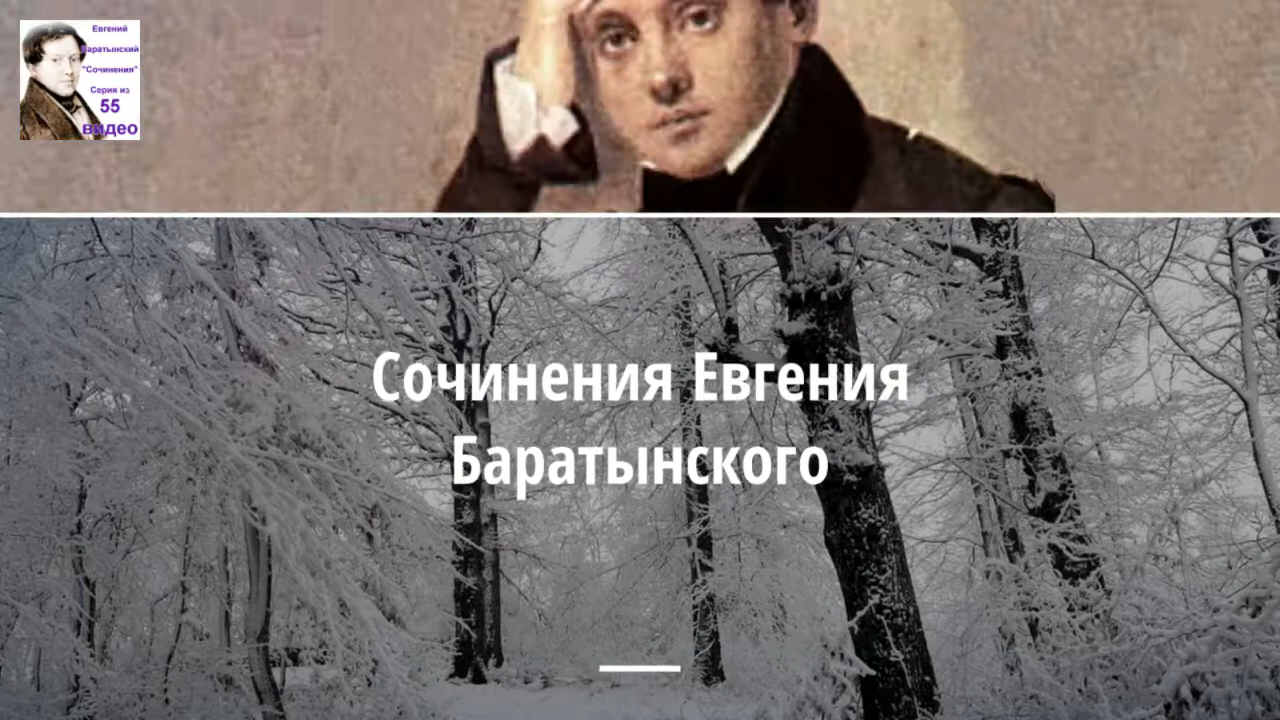 Евгений
Баратынский
"Сочинения"
Серия из
55
видео
Сочинения Евгения
Баратынского